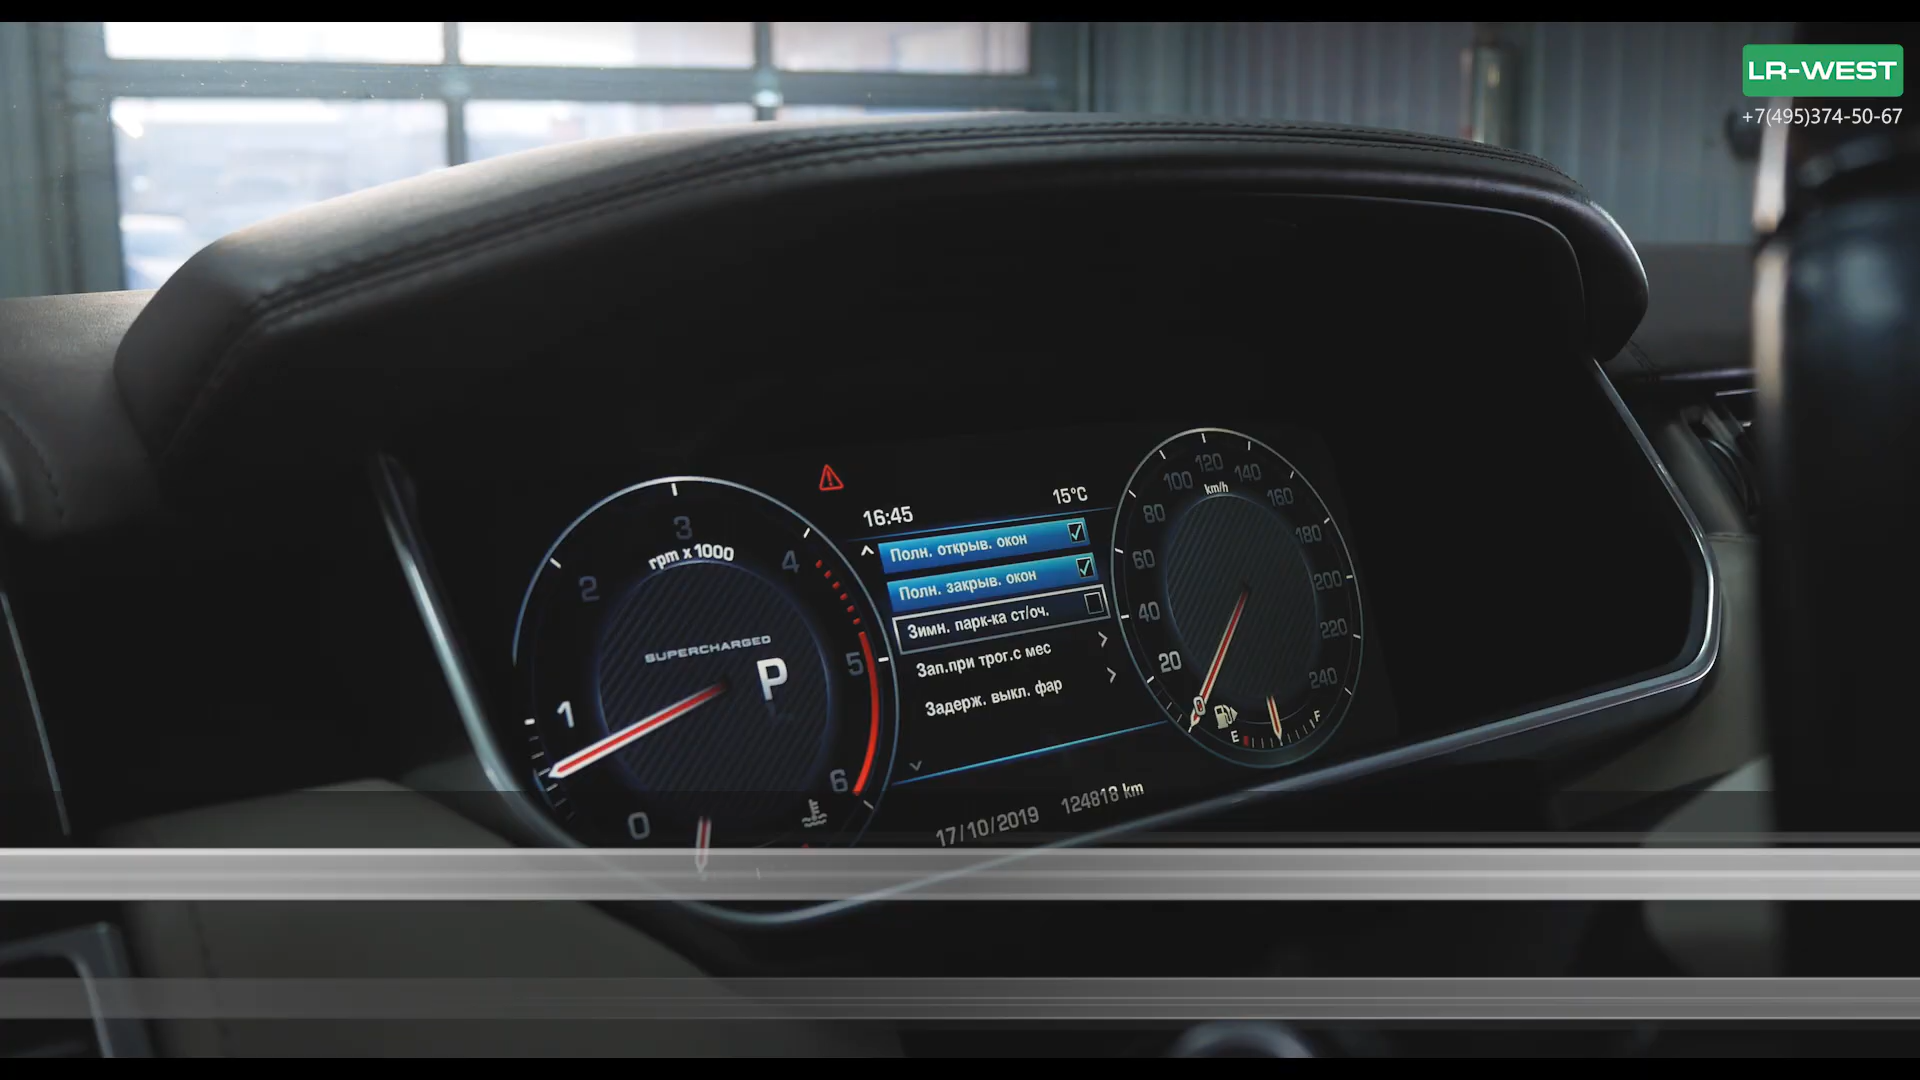 LR-WEST
+7(495)374-50-67
16:45
15°C
Полн. открыв. окон
Полн. закрыв. окон
Зимн. парк-ка ст/оч.
Зап.при трог.с мес
Задерж. выкл. фар
17/10/2019 124818 km
0
1
2
3
4
5
6
rpm x 1000
SUPERCHARGED
P
0
20
40
60
80
100
120
140
160
180
200
220
240
km/h
E
F